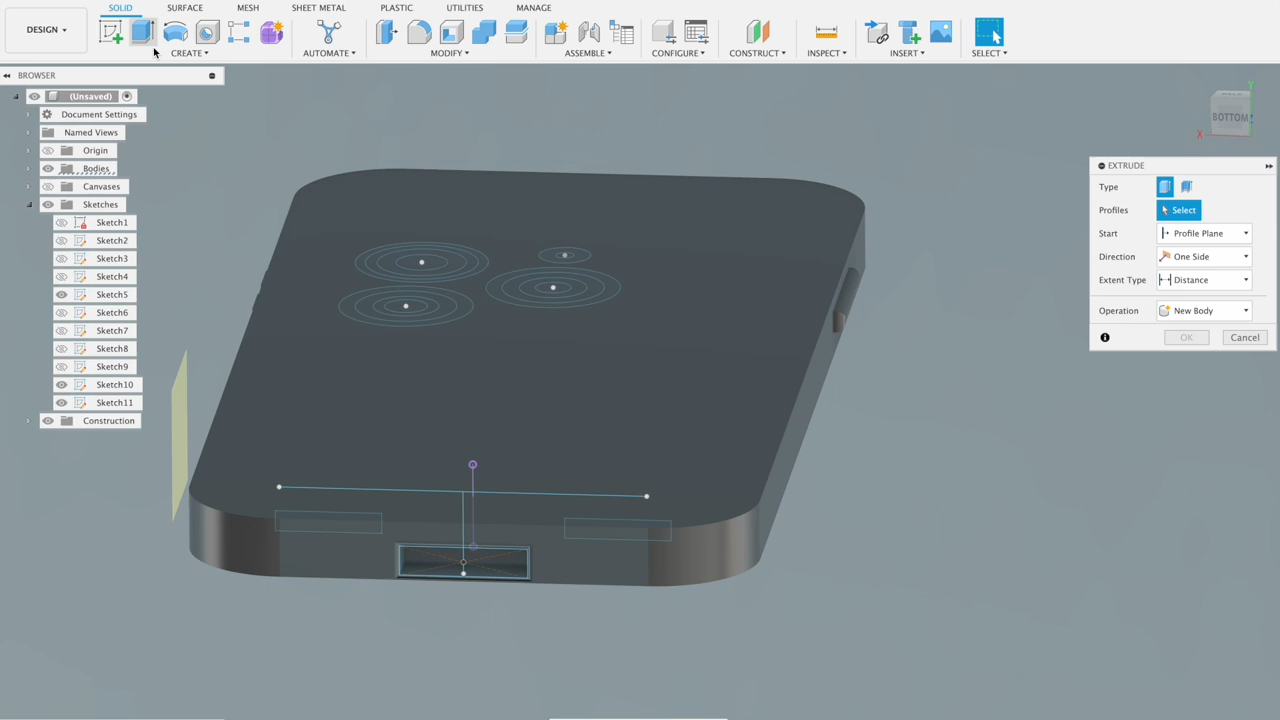 SOLID SURFACE MESH SHEET METAL PLASTIC UTILITIES MANAGE
DESIGN
CREATE AUTOMATE MODIFY ASSEMBLE CONFIGURE CONSTRUCT INSPECT INSERT SELECT
BROWSER
(Unsaved)
Document Settings
Named Views
Origin
Bodies
Canvases
Sketches
Sketch1
Sketch2
Sketch3
Sketch4
Sketch5
Sketch6
Sketch7
Sketch8
Sketch9
Sketch10
Sketch11
Construction
Y
BOTTOM
X
EXTRUDE
Type
Profiles Select
Start Profile Plane
Direction One Side
Extent Type Distance
Operation New Body
OK Cancel